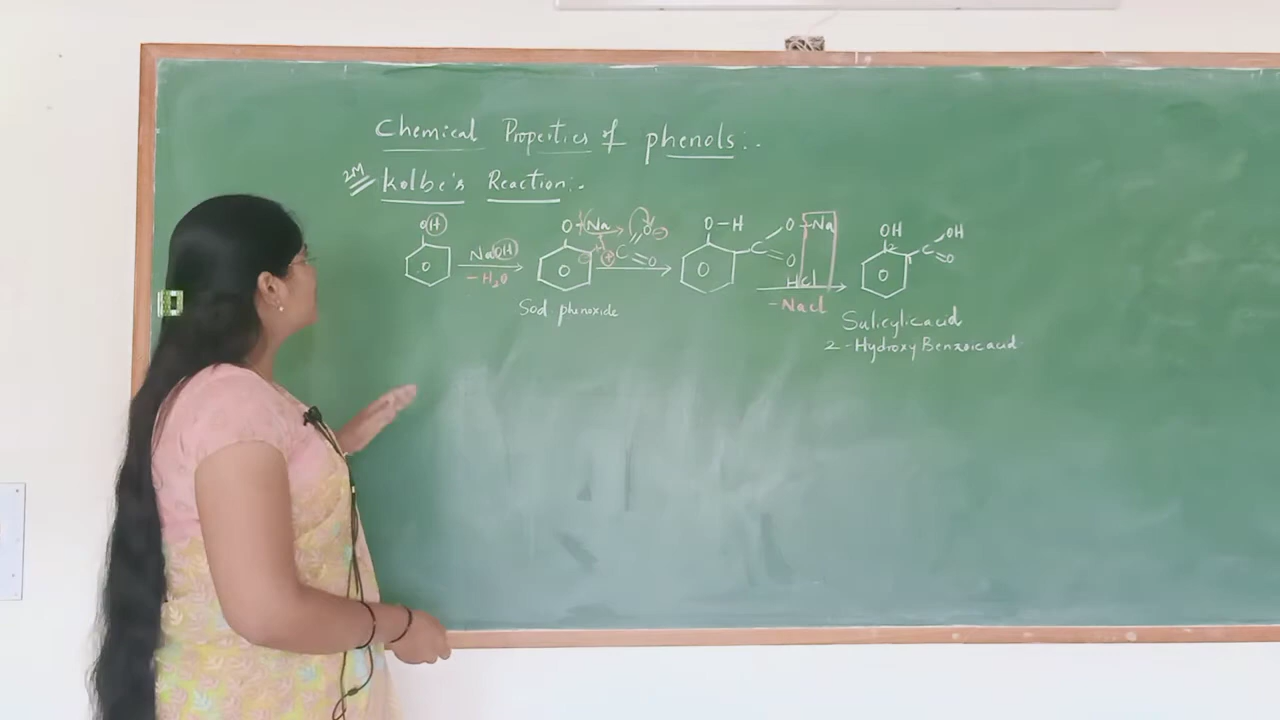 Chemical Properties of phenols:-
2M Kolbe's Reaction:-
OH NaOH -H2O O-Na C O O O-H C O-Na O HCl -Nacl OH 2 C OH O
Sod phenoxide
Salicylicacid
2-Hydroxy Benzoicacid